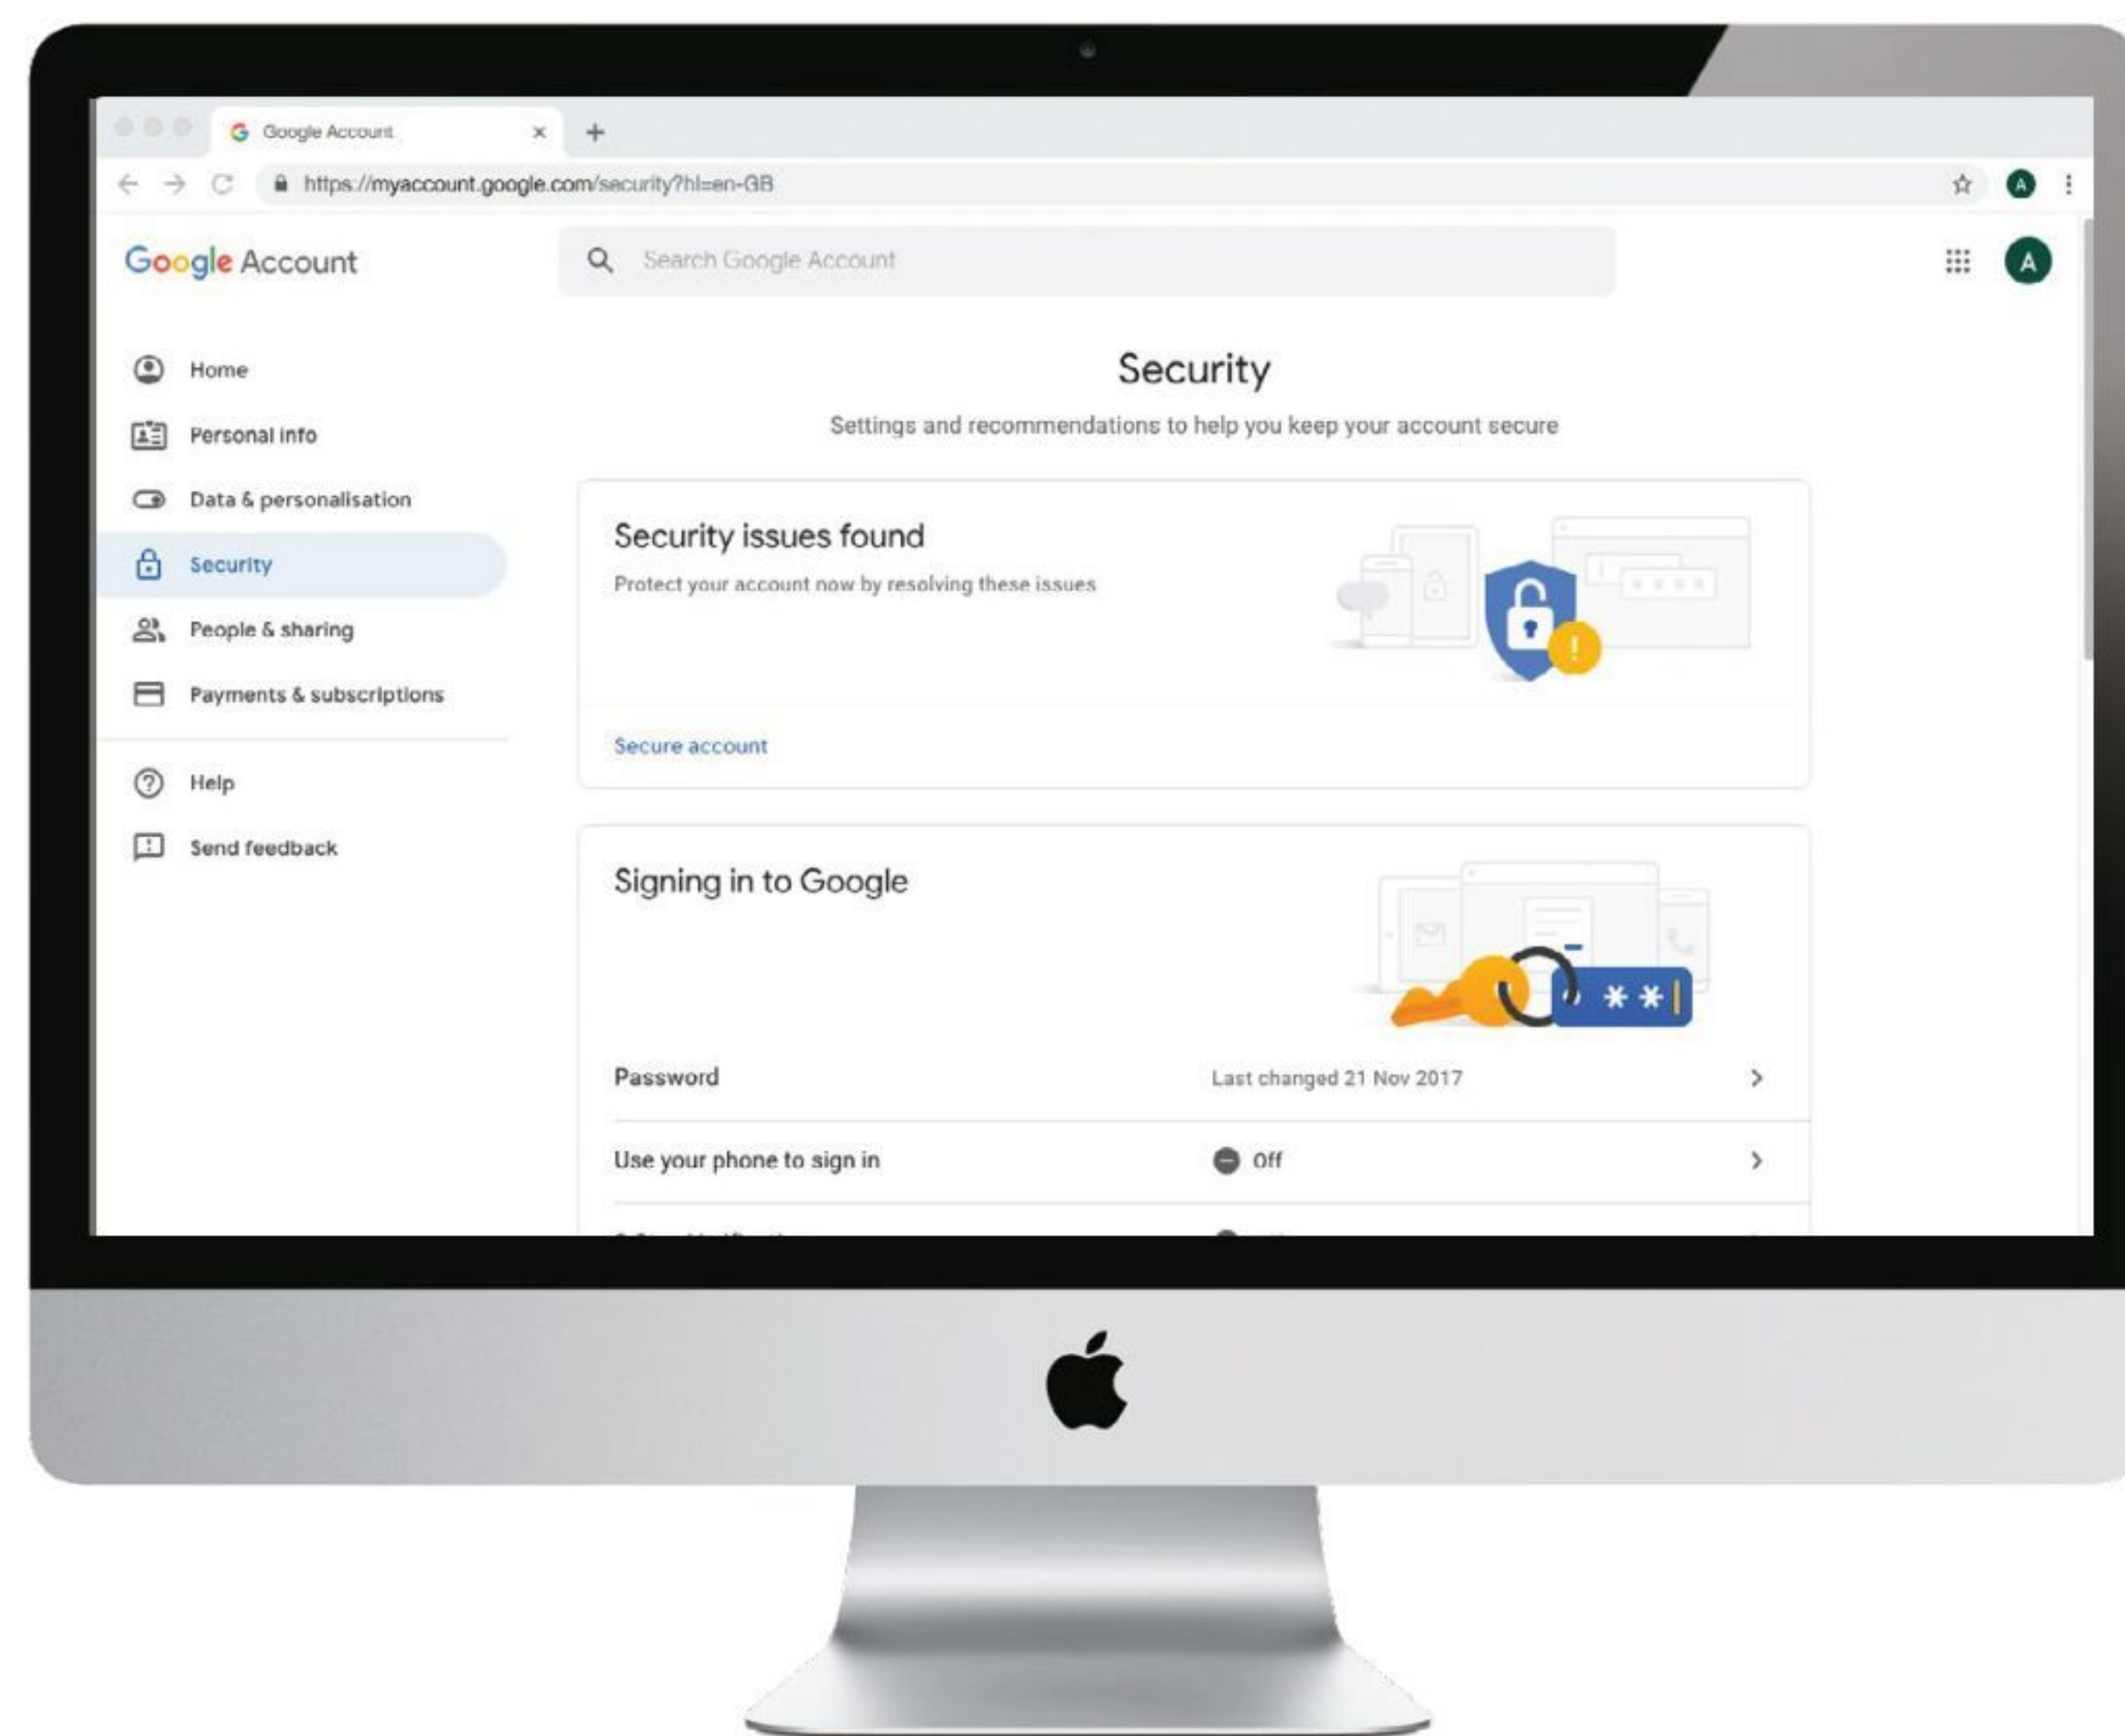 Google Account
https://myaccount.google.com/security?hl=en-GB
A
Google Account
Search Google Account
A
Home
Personal info
Data & personalisation
Security
People & sharing
Payments & subscriptions
Help
Send feedback
Security
Settings and recommendations to help you keep your account secure
Security issues found
Protect your account now by resolving these issues
Secure account
Signing in to Google
Password
Last changed 21 Nov 2017
Use your phone to sign in
Off